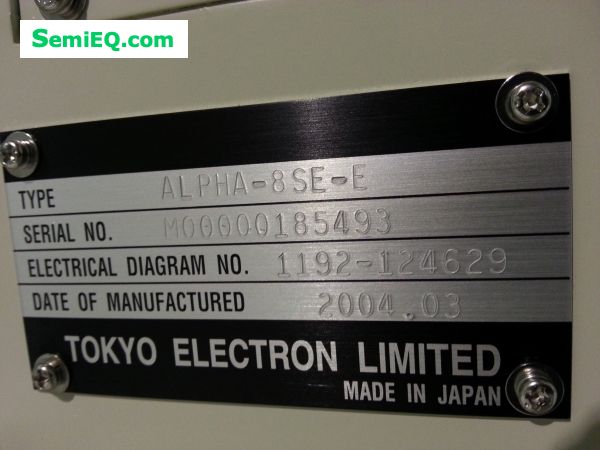 SemiEQ.com
TYPE ALPHA-8SE-E
SERIAL NO. M00000185493
ELECTRICAL DIAGRAM NO. 1192-124629
DATE OF MANUFACTURED 2004.03
TOKYO ELECTRON LIMITED
MADE IN JAPAN